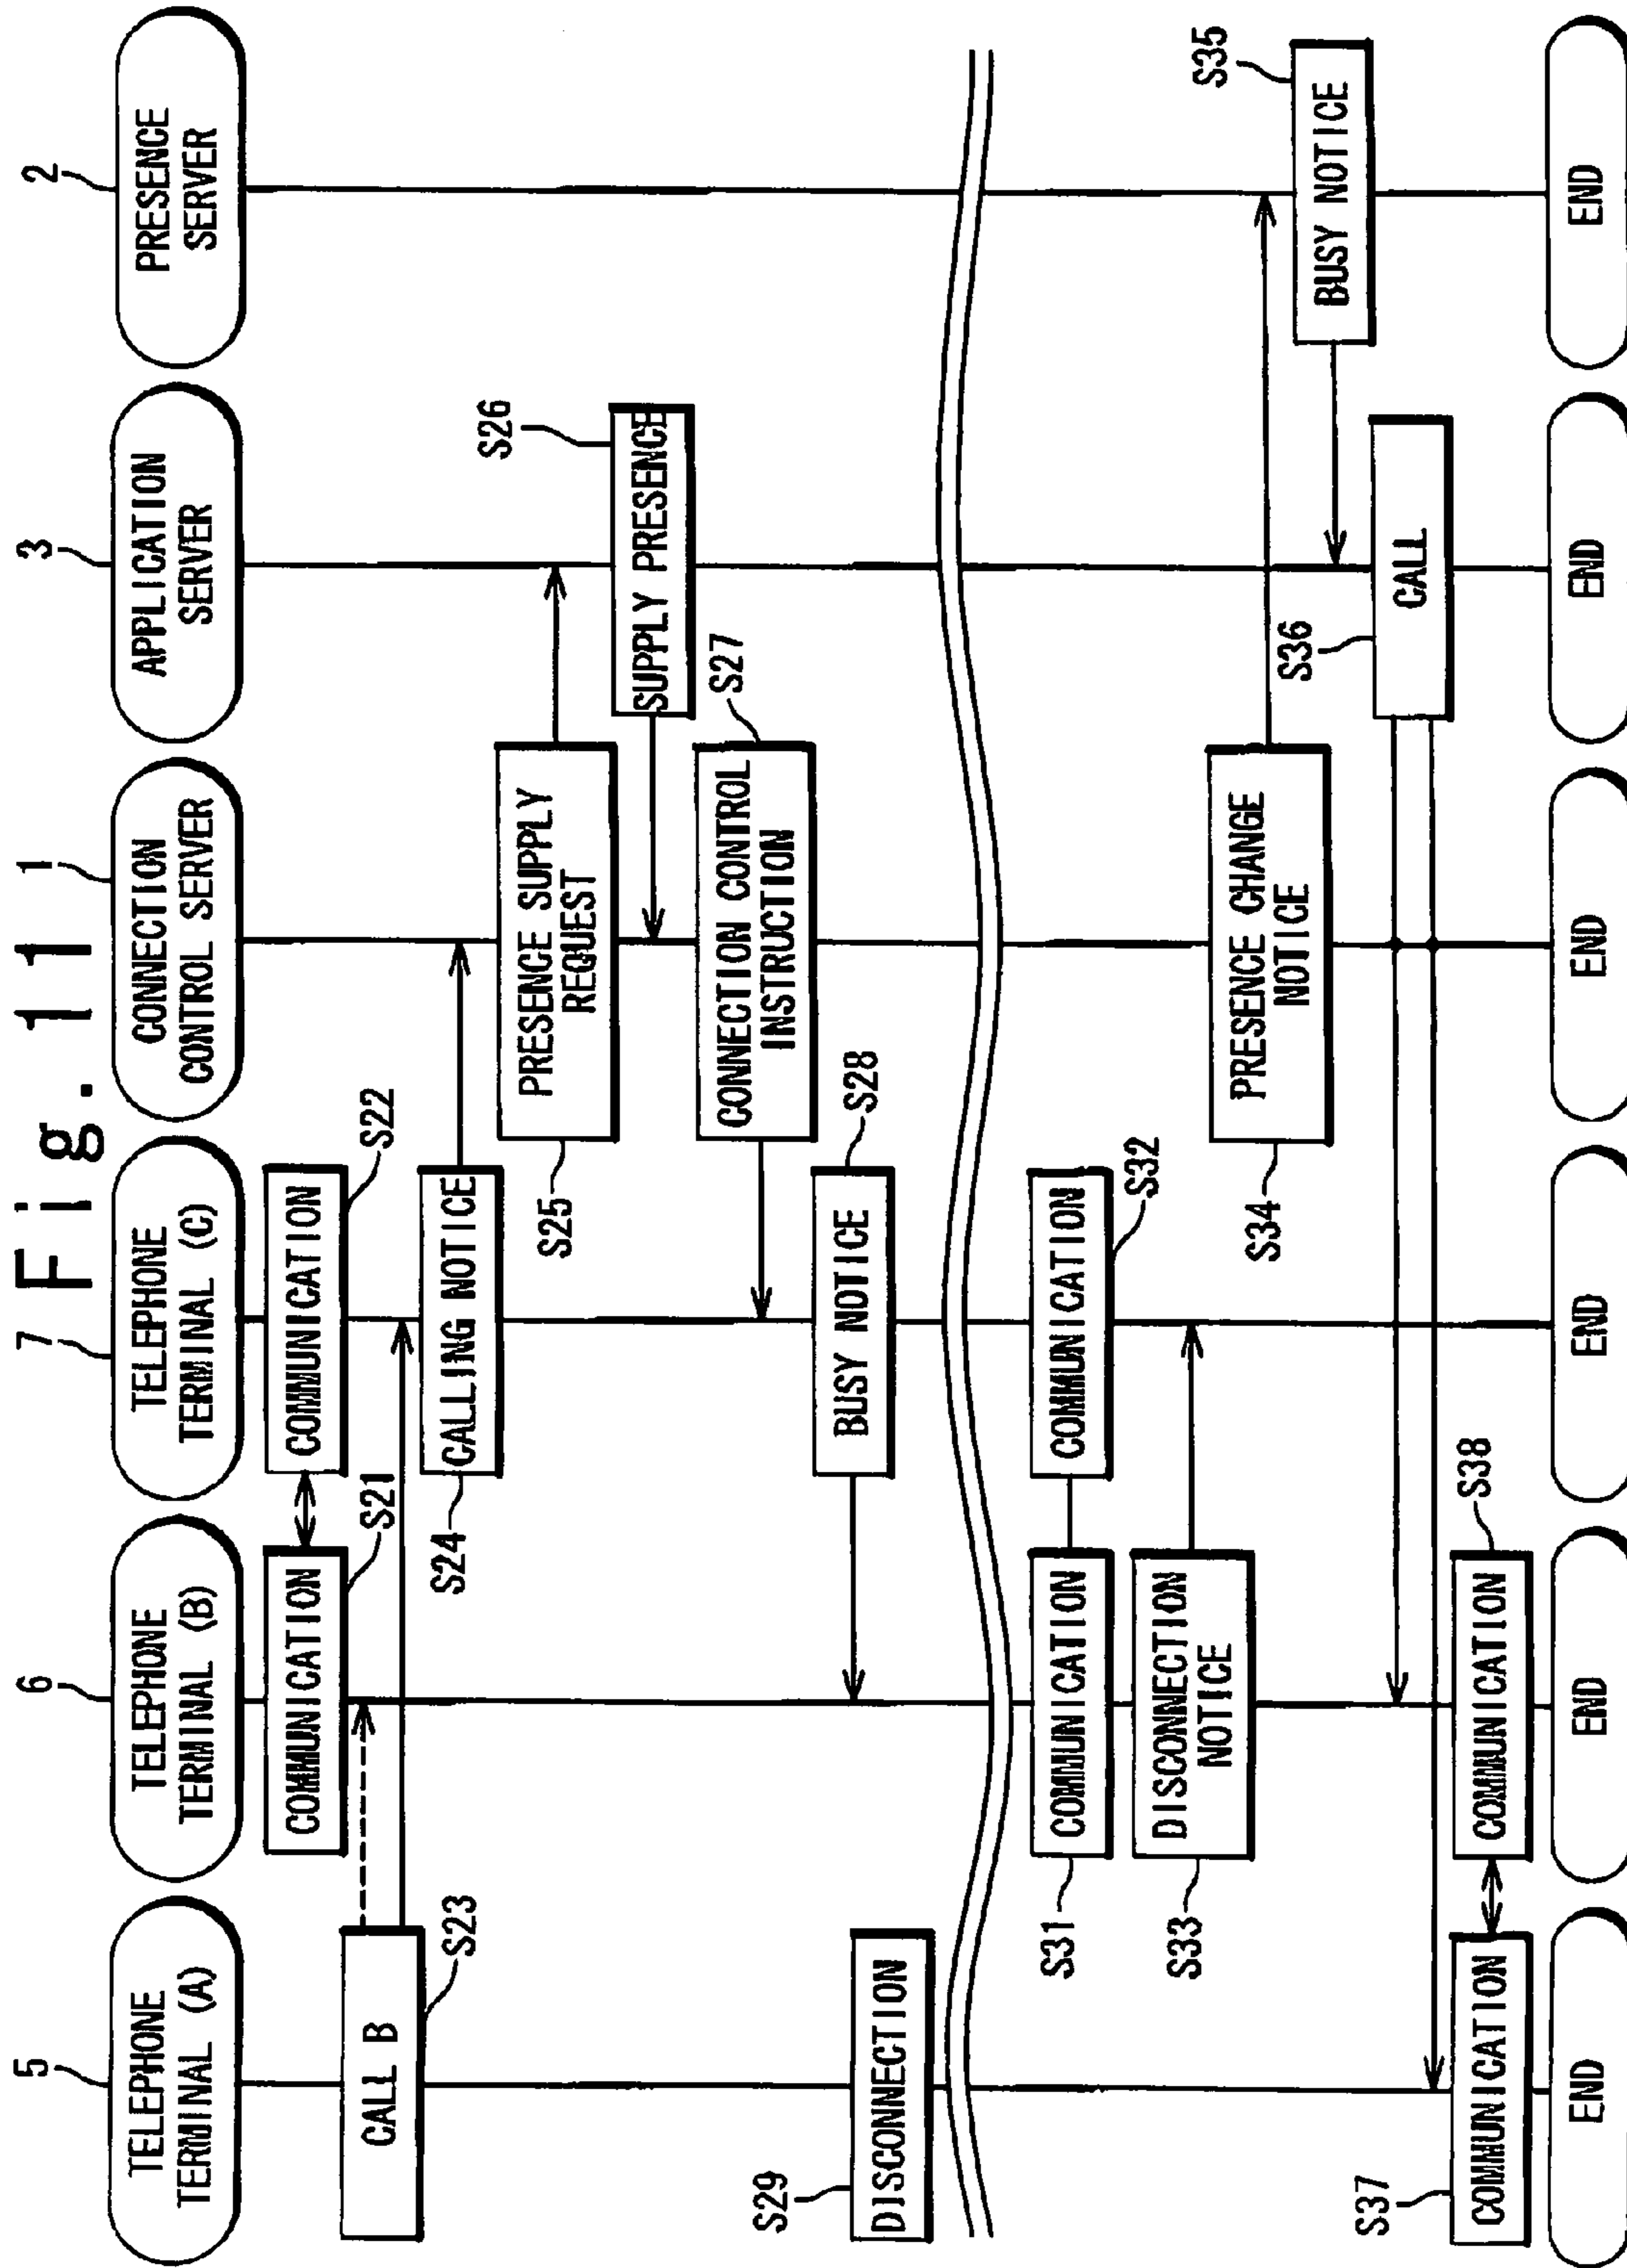 Fig. 11
5
TELEPHONE
TERMINAL (A)
6
TELEPHONE
TERMINAL (B)
7
TELEPHONE
TERMINAL (C)
1
CONNECTION
CONTROL SERVER
3
APPLICATION
SERVER
2
PRESENCE
SERVER
COMMUNICATION
S21
COMMUNICATION
S22
CALL B
S23
CALLING NOTICE
S24
PRESENCE SUPPLY
REQUEST
S25
SUPPLY PRESENCE
S26
CONNECTION CONTROL
INSTRUCTION
S27
BUSY NOTICE
S28
DISCONNECTION
S29
COMMUNICATION
S31
COMMUNICATION
S32
DISCONNECTION
NOTICE
S33
PRESENCE CHANGE
NOTICE
S34
BUSY NOTICE
S35
CALL
S36
COMMUNICATION
S37
COMMUNICATION
S38
END
END
END
END
END
END